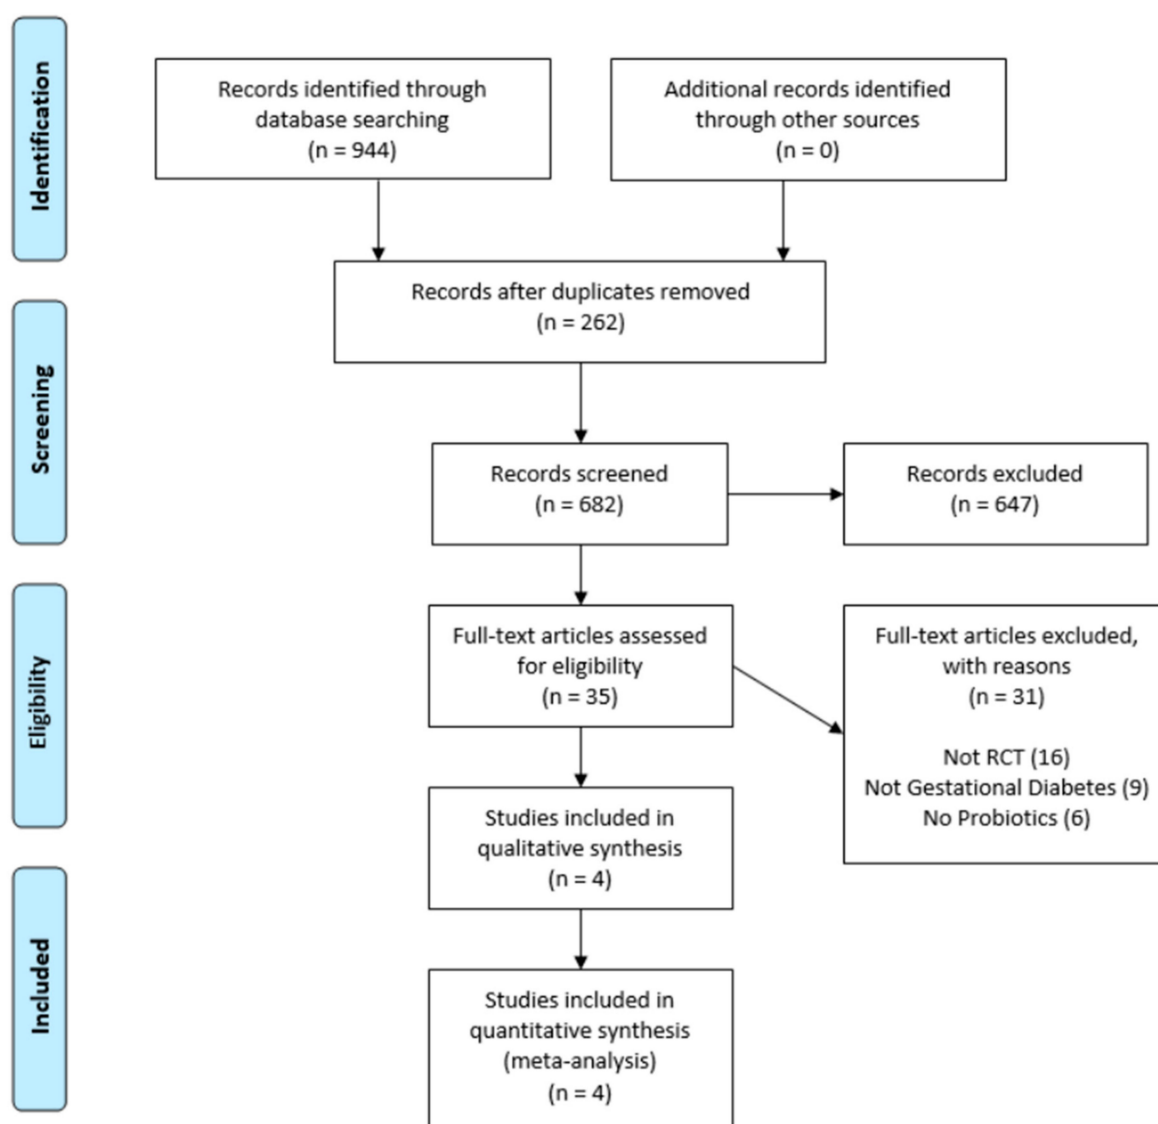 Identification
Records identified through
database searching
(n = 944)
Additional records identified
through other sources
(n = 0)
Records after duplicates removed
(n = 262)
Screening
Records screened
(n = 682)
Records excluded
(n = 647)
Eligibility
Full-text articles assessed
for eligibility
(n = 35)
Full-text articles excluded,
with reasons
(n = 31)
Not RCT (16)
Not Gestational Diabetes (9)
No Probiotics (6)
Studies included in
qualitative synthesis
(n = 4)
Included
Studies included in
quantitative synthesis
(meta-analysis)
(n = 4)